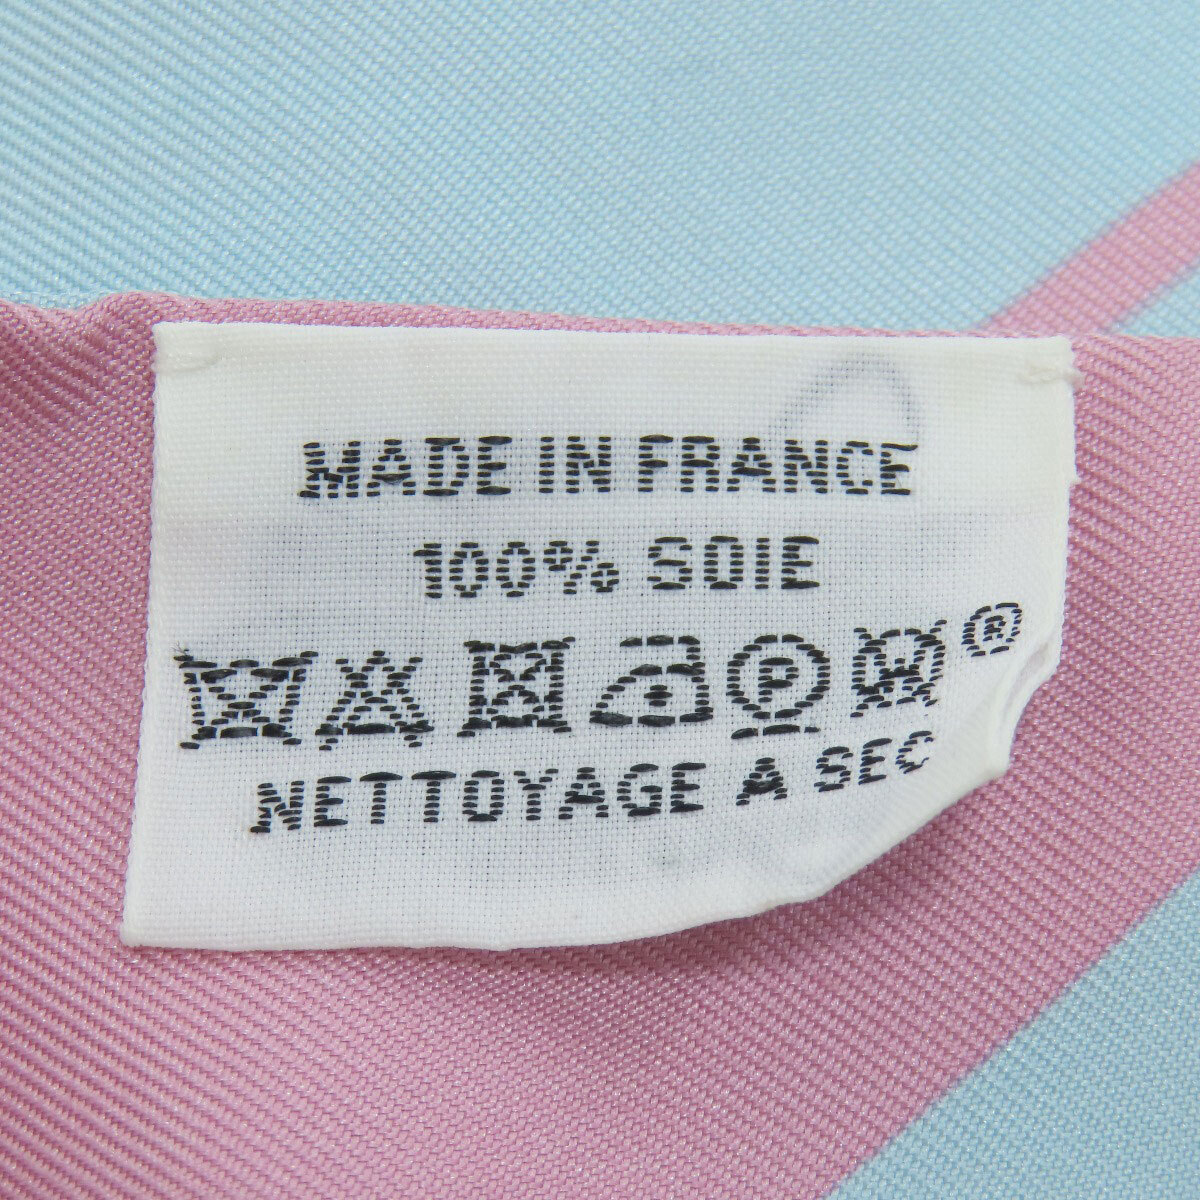 MADE IN FRANCE
100% SOIE
P W ®
NETTOYAGE A SEC